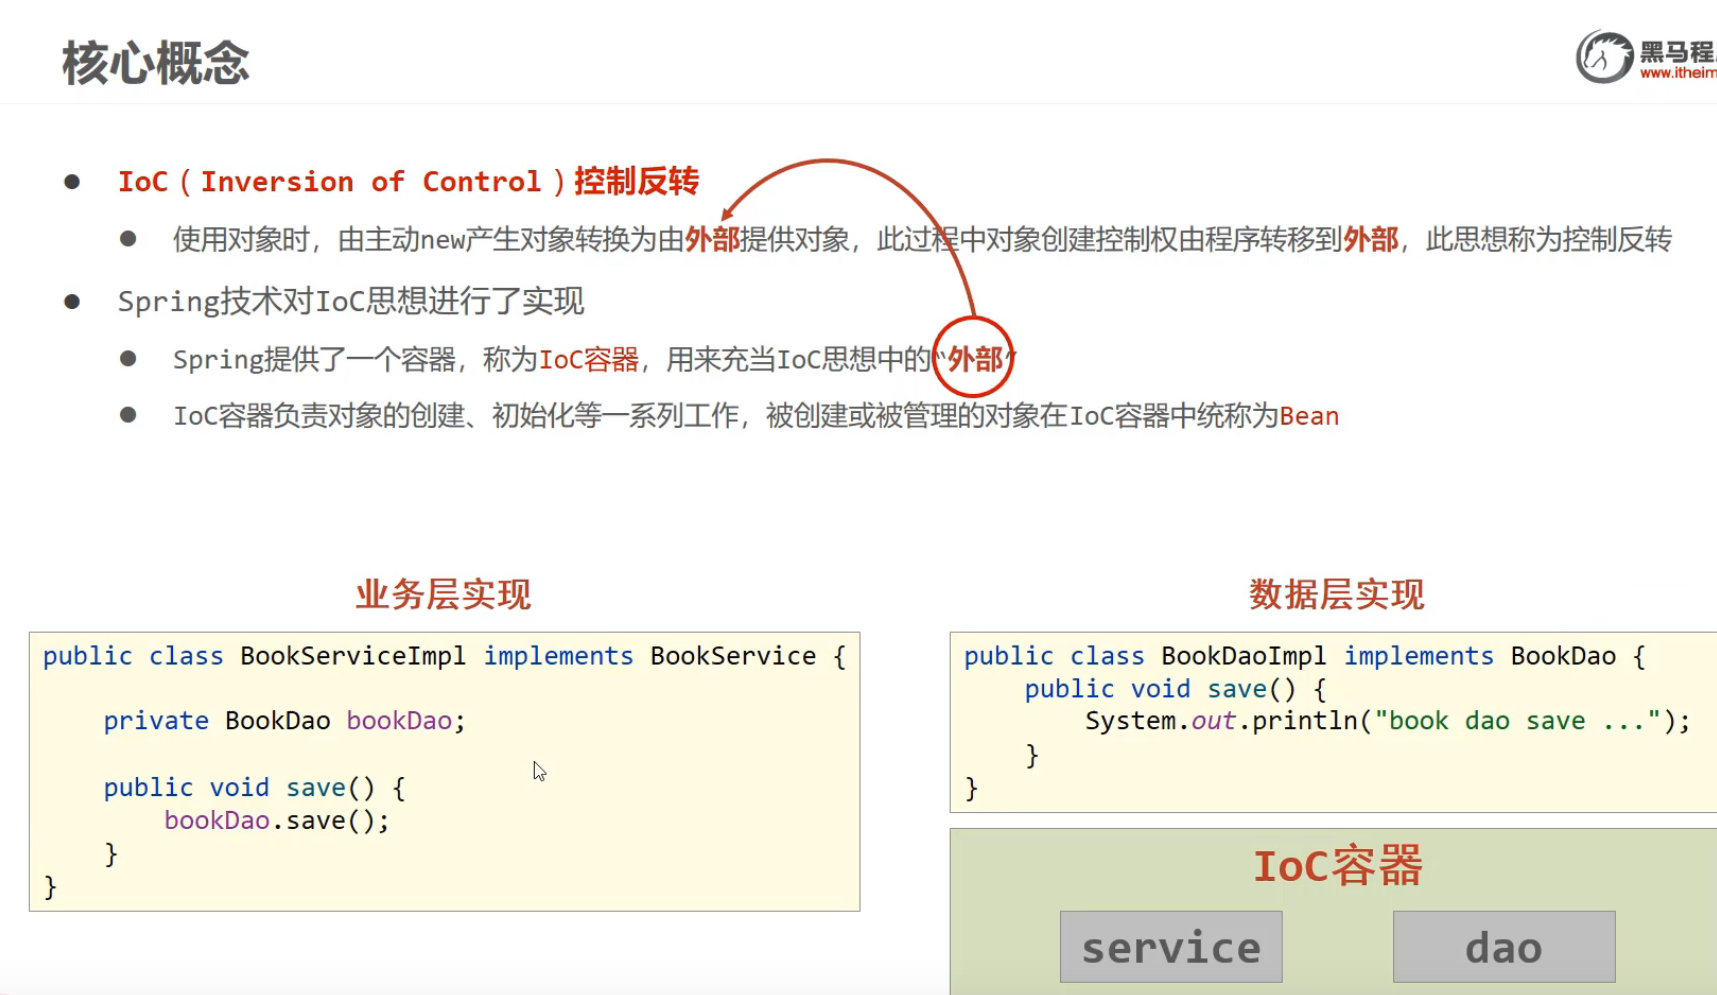 核心概念
黑马程
www.itheim
IoC（Inversion of Control）控制反转
使用对象时，由主动new产生对象转换为由外部提供对象，此过程中对象创建控制权由程序转移到外部，此思想称为控制反转
Spring技术对IoC思想进行了实现
Spring提供了一个容器，称为IoC容器，用来充当IoC思想中的“外部”
IoC容器负责对象的创建、初始化等一系列工作，被创建或被管理的对象在IoC容器中统称为Bean
业务层实现
public class BookServiceImpl implements BookService {
private BookDao bookDao;
public void save() {
bookDao.save();
}
}
数据层实现
public class BookDaoImpl implements BookDao {
public void save() {
System.out.println("book dao save ...");
}
}
IoC容器
service
dao